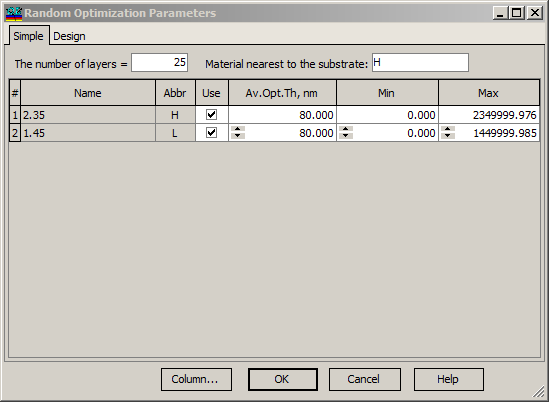 Random Optimization Parameters
Simple Design
The number of layers = 25 Material nearest to the substrate: H
# Name Abbr Use Av.Opt.Th, nm Min Max
1 2.35 H 80.000 0.000 2349999.976
2 1.45 L 80.000 0.000 1449999.985
Column... OK Cancel Help